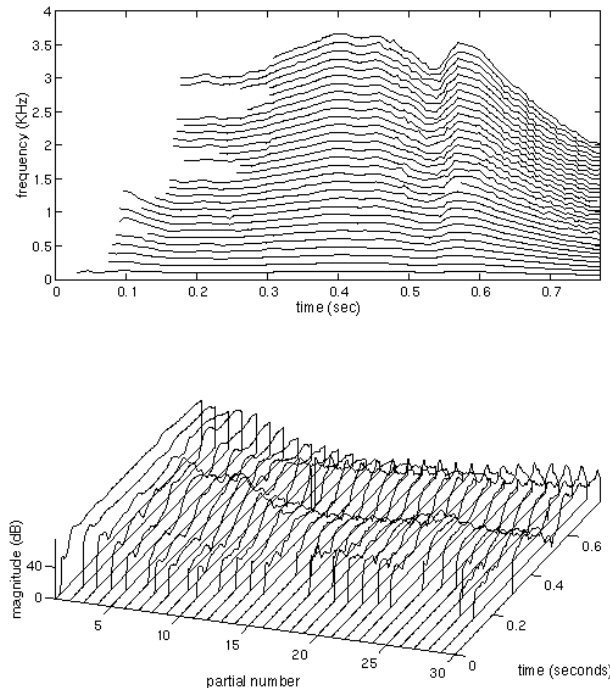 4
3.5
3
2.5
2
1.5
1
0.5
0
frequency (KHz)
0 0.1 0.2 0.3 0.4 0.5 0.6 0.7
time (sec)
magnitude (dB)
40
0
5 10 15 20 25 30
partial number
0 0.2 0.4 0.6
time (seconds)